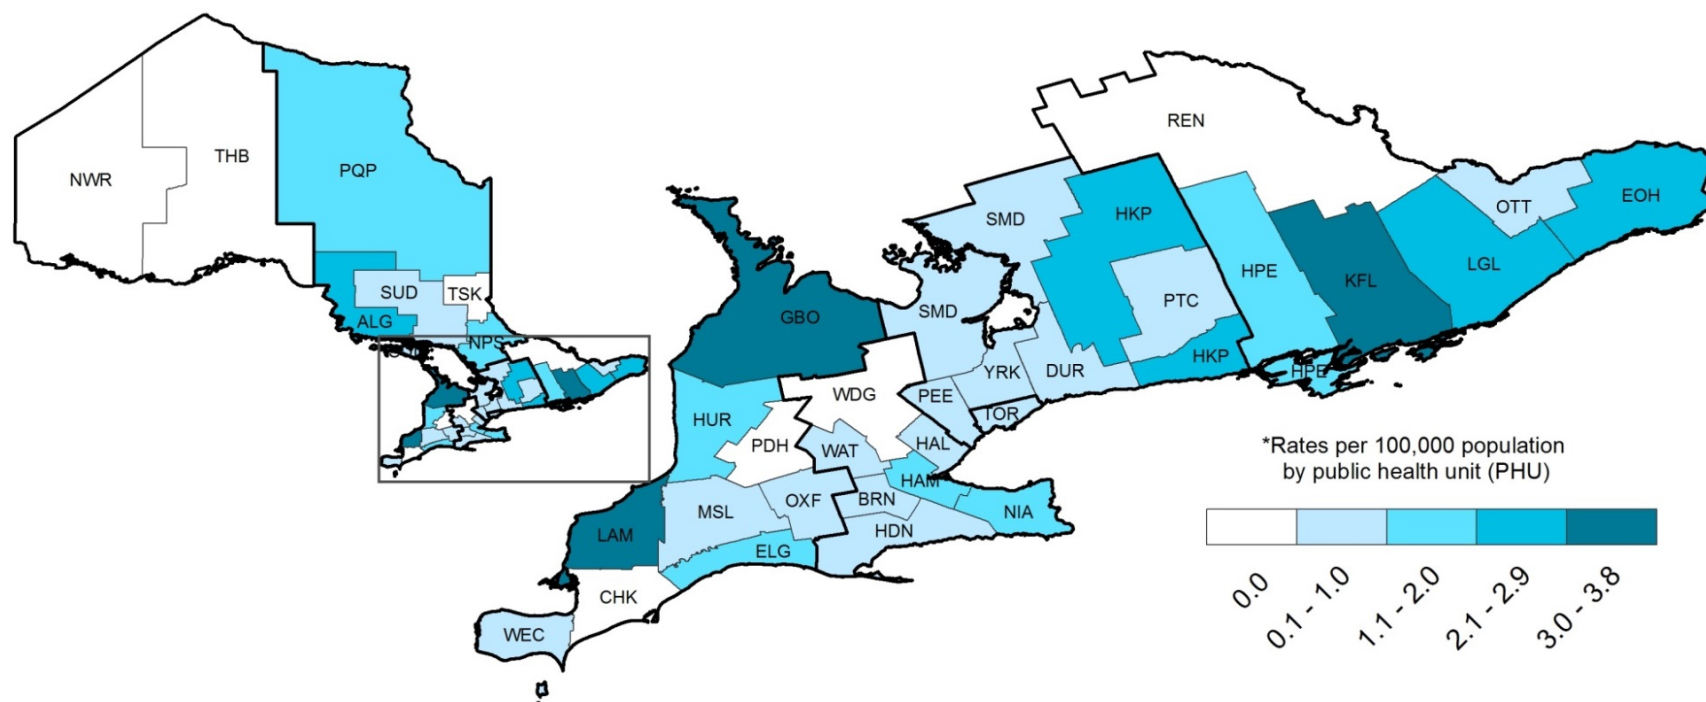 REN
THB
NWR
PQP
SMD
HKP
OTT
EOH
HPE
LGL
KFL
PTC
SUD
TSK
ALG
NPS
GBO
SMD
HKP
HPE
YRK
DUR
WDG
PEE
TOR
HUR
PDH
WAT
HAL
HAM
BRN
NIA
MSL
OXF
HDN
LAM
ELG
CHK
WEC
*Rates per 100,000 population
by public health unit (PHU)
0.0
0.1 - 1.0
1.1 - 2.0
2.1 - 2.9
3.0 - 3.8